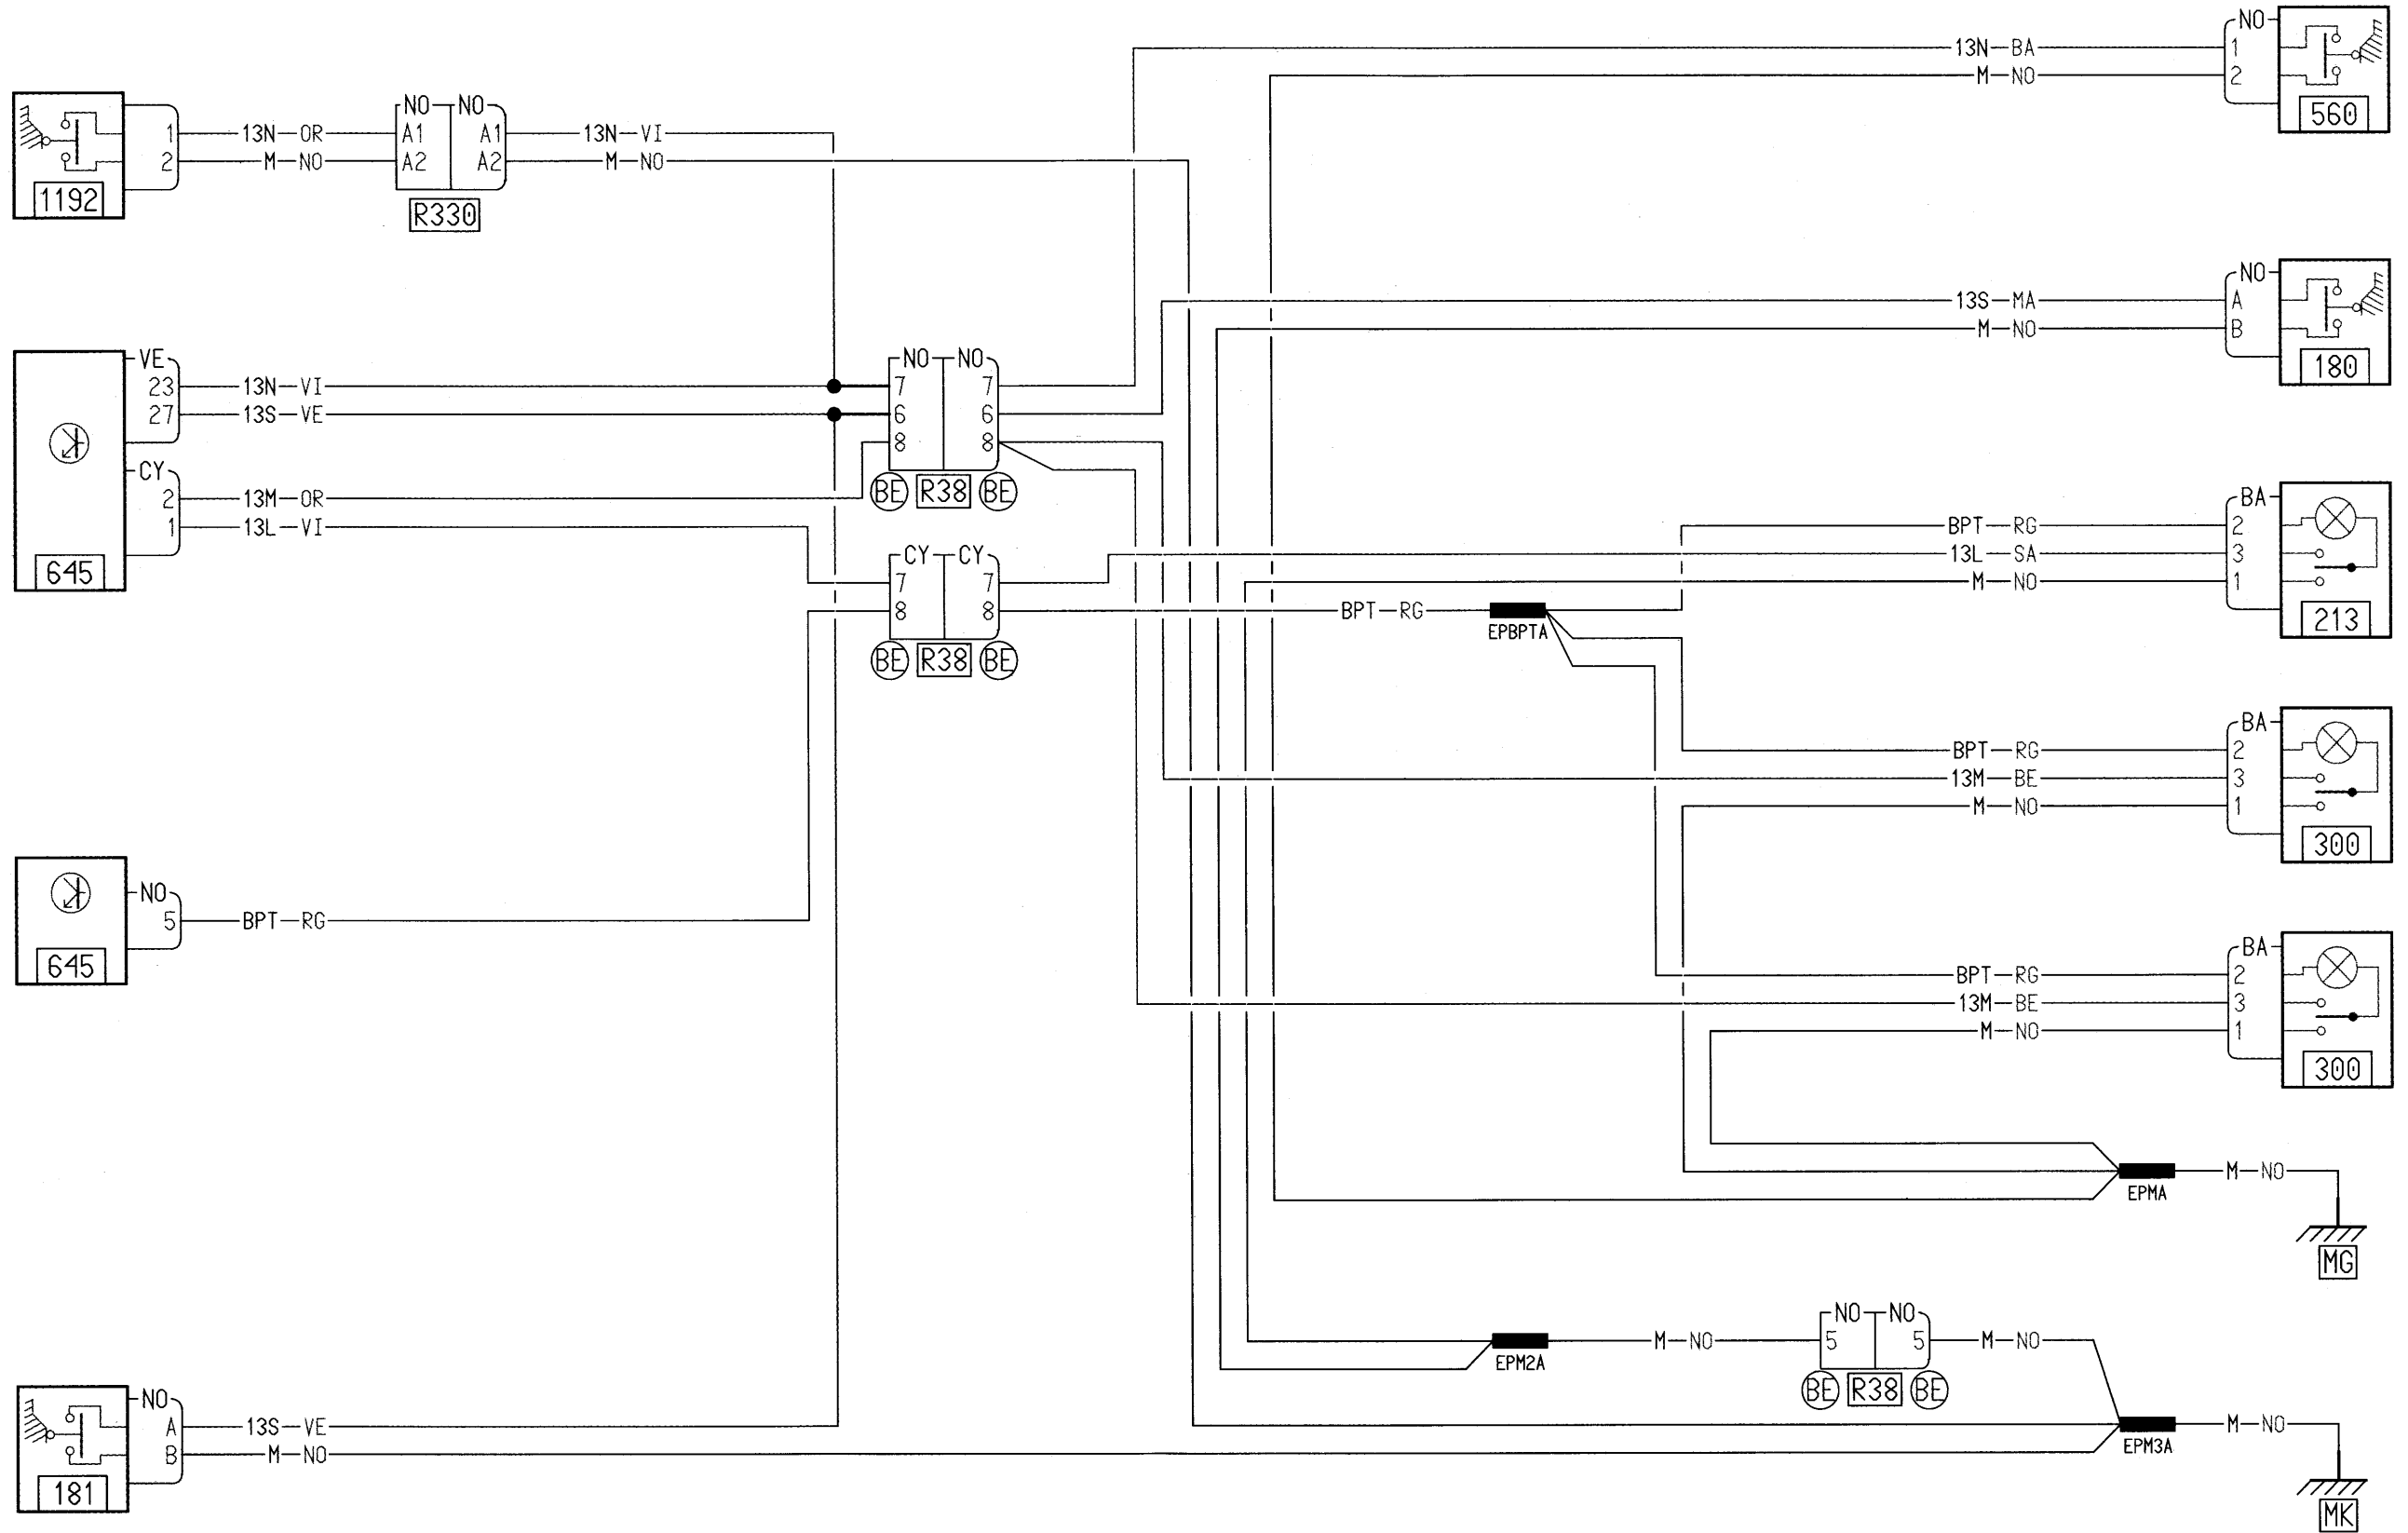 NO
1 13N BA
2 M NO
560
1 13N OR
2 M NO
1192
NO NO
A1 A1 13N VI
A2 A2 M NO
R330
NO
A 13S MA
B M NO
180
VE
23 13N VI
27 13S VE
CY
2 13M OR
1 13L VI
645
NO NO
7 7
6 6
8 8
BE R38 BE
CY CY
7 7
8 8
BE R38 BE
BPT RG
EPBPTA
BA
BPT RG 2
13L SA 3
M NO 1
213
BA
BPT RG 2
13M BE 3
M NO 1
300
NO
5 BPT RG
645
BA
BPT RG 2
13M BE 3
M NO 1
300
EPMA
M NO
MG
EPM2A
M NO
NO NO
5 5
BE R38 BE
M NO
NO
A 13S VE
B M NO
181
EPM3A
M NO
MK